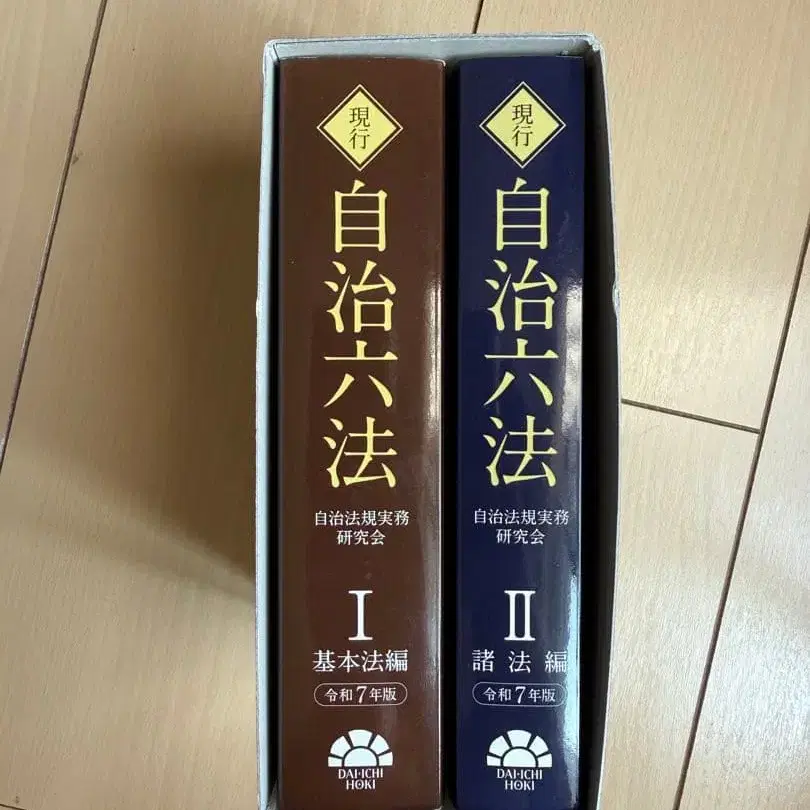 現行
自治六法
自治法規実務
研究会
I
基本法編
令和7年版
DAI-ICHI
HOKI
現行
自治六法
自治法規実務
研究会
II
諸法編
令和7年版
DAI-ICHI
HOKI